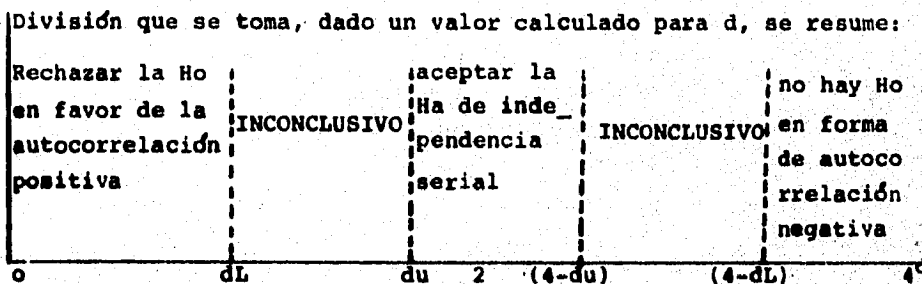 División que se toma, dado un valor calculado para d, se resume:
Rechazar la Ho
en favor de la
autocorrelación
positiva
INCONCLUSIVO
aceptar la
Ha de inde_
pendencia
serial
INCONCLUSIVO
no hay Ho
en forma
de autoco
rrelación
negativa
o dL du 2 (4-du) (4-dL) 4